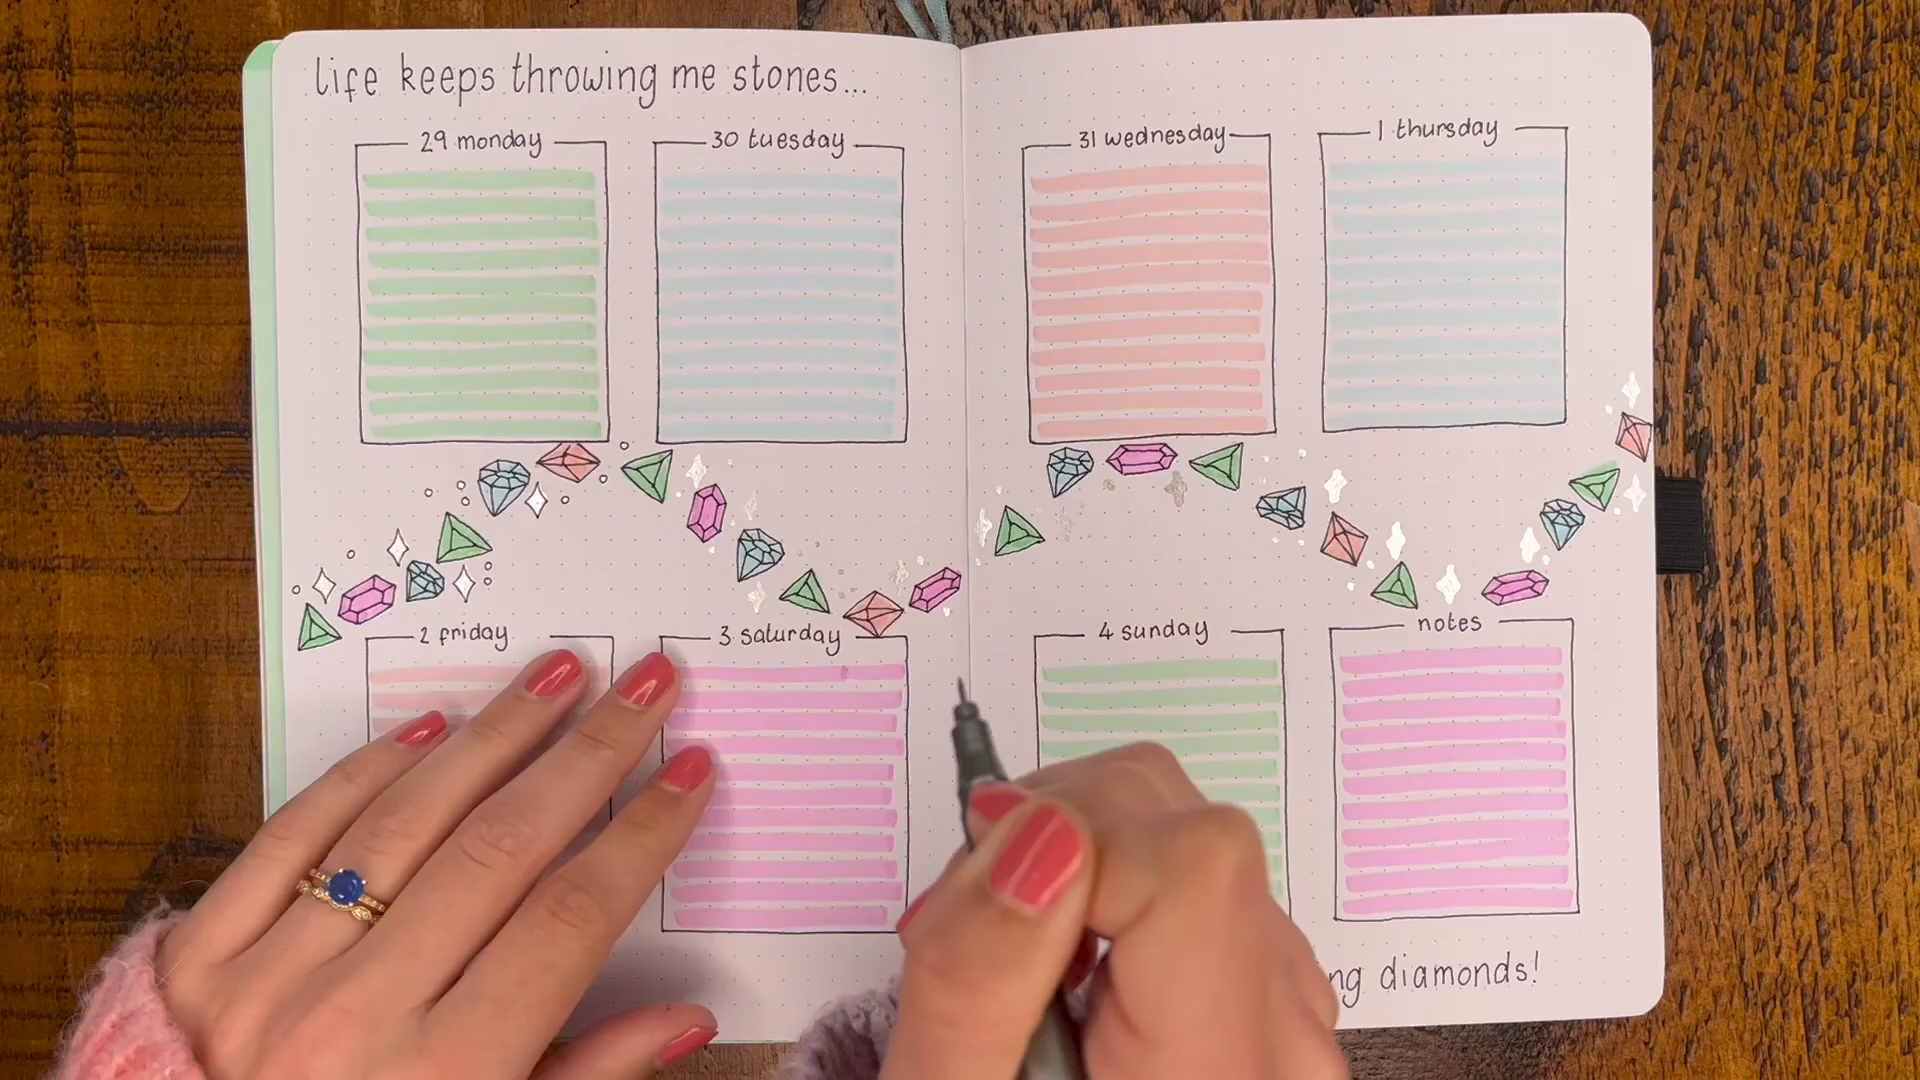 life keeps throwing me stones...
29 monday
30 tuesday
31 wednesday
1 thursday
2 friday
3 saturday
4 sunday
notes
diamonds!